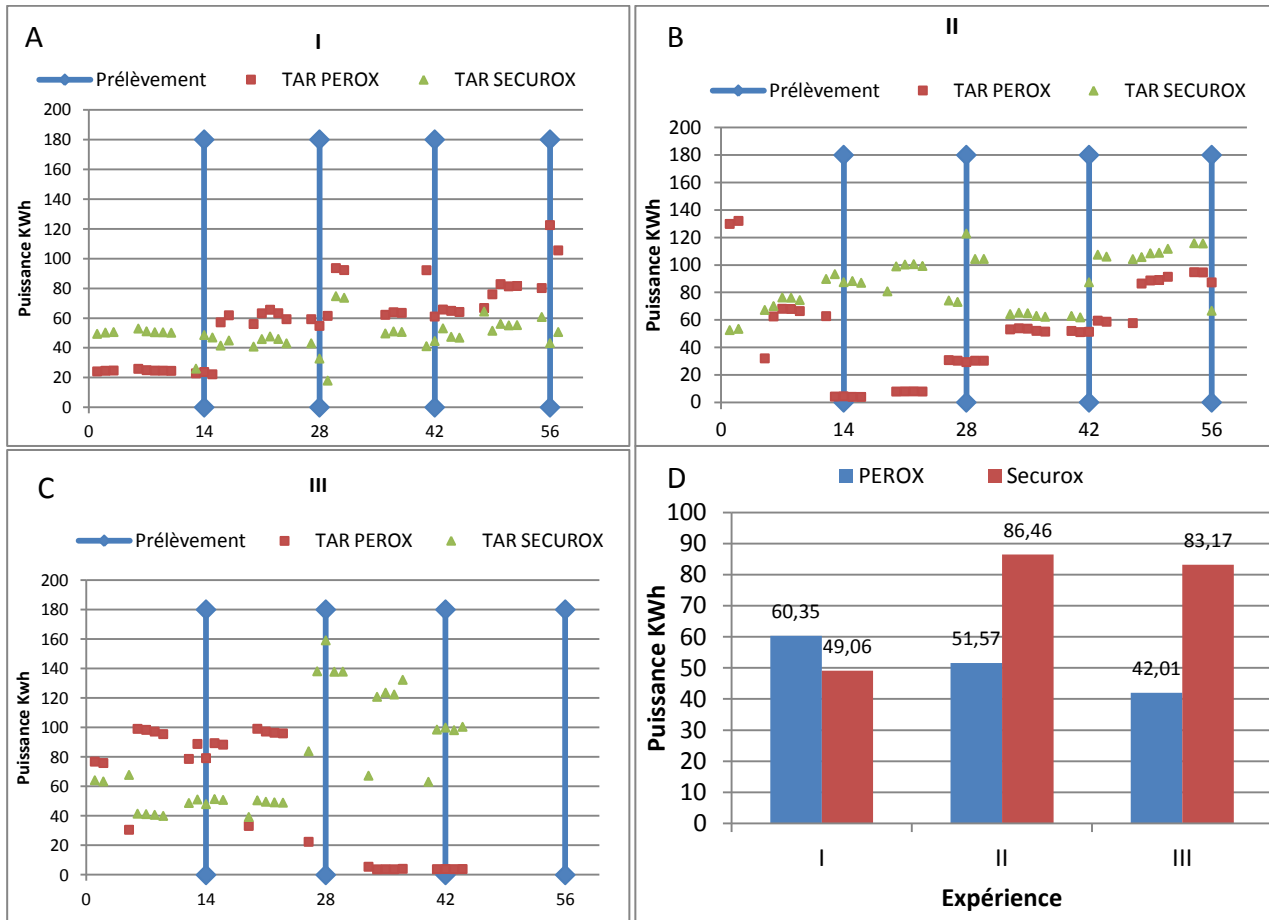 A
I
Prélèvement TAR PEROX TAR SECUROX
Puissance KWh
200
180
160
140
120
100
80
60
40
20
0
0 14 28 42 56
B
II
Prélèvement TAR PEROX TAR SECUROX
Puissance KWh
200
180
160
140
120
100
80
60
40
20
0
0 14 28 42 56
C
III
Prélèvement TAR PEROX TAR SECUROX
Puissance Kwh
200
180
160
140
120
100
80
60
40
20
0
0 14 28 42 56
D
PEROX Securox
Puissance KWh
100
90
80
70
60
50
40
30
20
10
0
60,35
49,06
51,57
86,46
42,01
83,17
I II III
Expérience